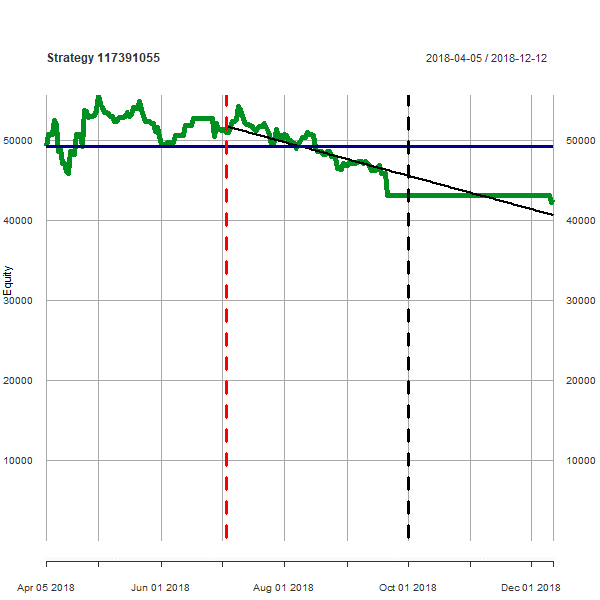 Strategy 117391055
2018-04-05 / 2018-12-12
50000
50000
40000
40000
Equity
30000
30000
20000
20000
10000
10000
Apr 05 2018
Jun 01 2018
Aug 01 2018
Oct 01 2018
Dec 01 2018